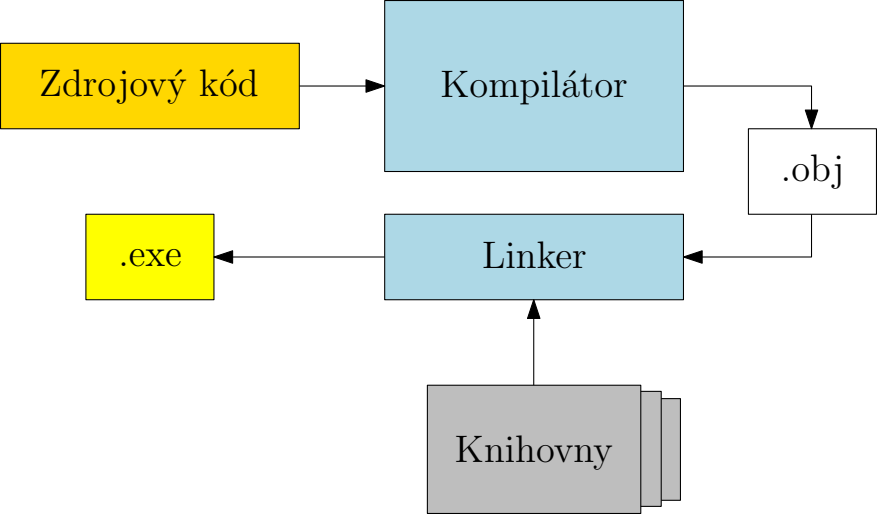 Zdrojový kód
Kompilátor
.obj
.exe
Linker
Knihovny